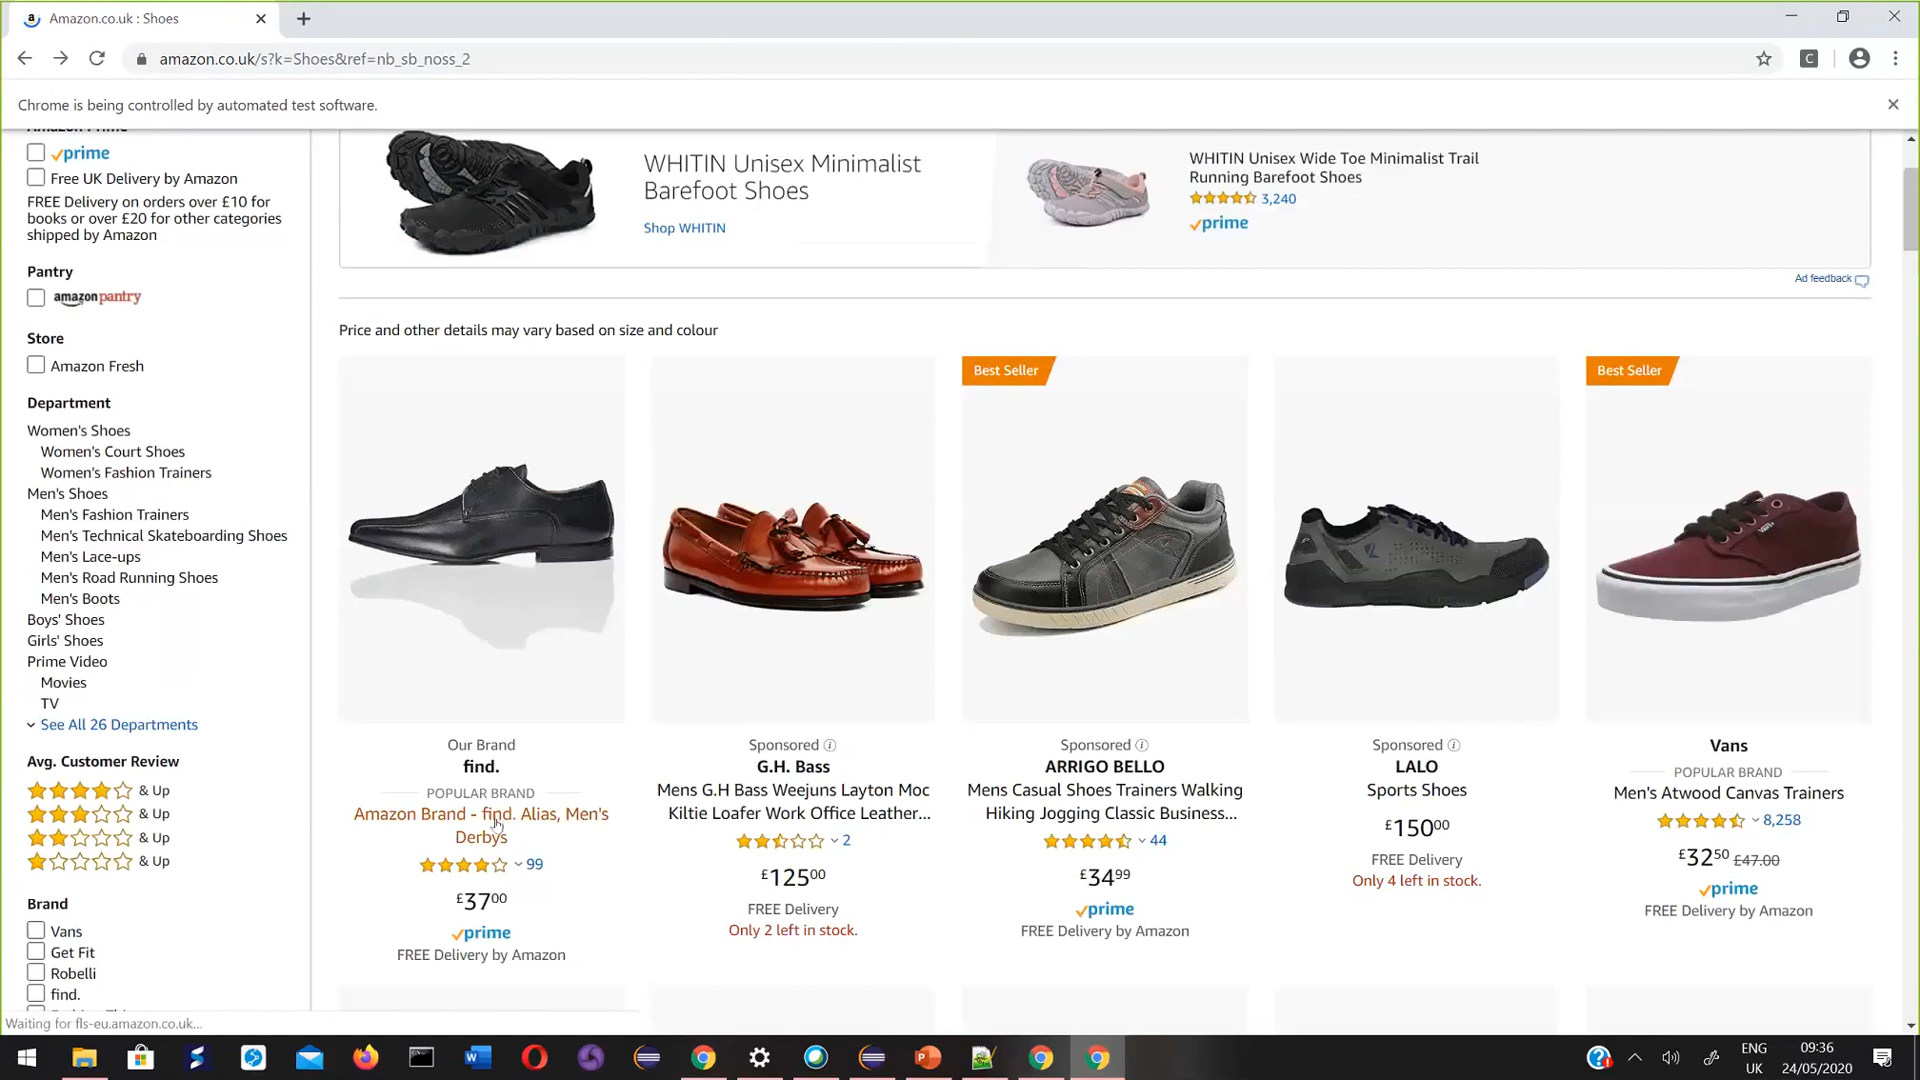 Amazon.co.uk : Shoes
amazon.co.uk/s?k=Shoes&ref=nb_sb_noss_2
Chrome is being controlled by automated test software.
Amazon Prime
prime
Free UK Delivery by Amazon
FREE Delivery on orders over £10 for
books or over £20 for other categories
shipped by Amazon
Pantry
amazonpantry
Store
Amazon Fresh
Department
Women's Shoes
Women's Court Shoes
Women's Fashion Trainers
Men's Shoes
Men's Fashion Trainers
Men's Technical Skateboarding Shoes
Men's Lace-ups
Men's Road Running Shoes
Men's Boots
Boys' Shoes
Girls' Shoes
Prime Video
Movies
TV
See All 26 Departments
Avg. Customer Review
& Up
& Up
& Up
& Up
Brand
Vans
Get Fit
Robelli
find.
WHITIN Unisex Minimalist
Barefoot Shoes
Shop WHITIN
WHITIN Unisex Wide Toe Minimalist Trail
Running Barefoot Shoes
3,240
prime
Ad feedback
Price and other details may vary based on size and colour
Our Brand
find.
POPULAR BRAND
Amazon Brand - find. Alias, Men's
Derbys
99
£3700
prime
FREE Delivery by Amazon
Sponsored
G.H. Bass
Mens G.H Bass Weejuns Layton Moc
Kiltie Loafer Work Office Leather...
2
£12500
FREE Delivery
Only 2 left in stock.
Best Seller
Sponsored
ARRIGO BELLO
Mens Casual Shoes Trainers Walking
Hiking Jogging Classic Business...
44
£3499
prime
FREE Delivery by Amazon
Sponsored
LALO
Sports Shoes
£15000
FREE Delivery
Only 4 left in stock.
Best Seller
VANS
Vans
POPULAR BRAND
Men's Atwood Canvas Trainers
8,258
£3250 £47.00
prime
FREE Delivery by Amazon
Waiting for fls-eu.amazon.co.uk...
ENG
UK
09:36
24/05/2020